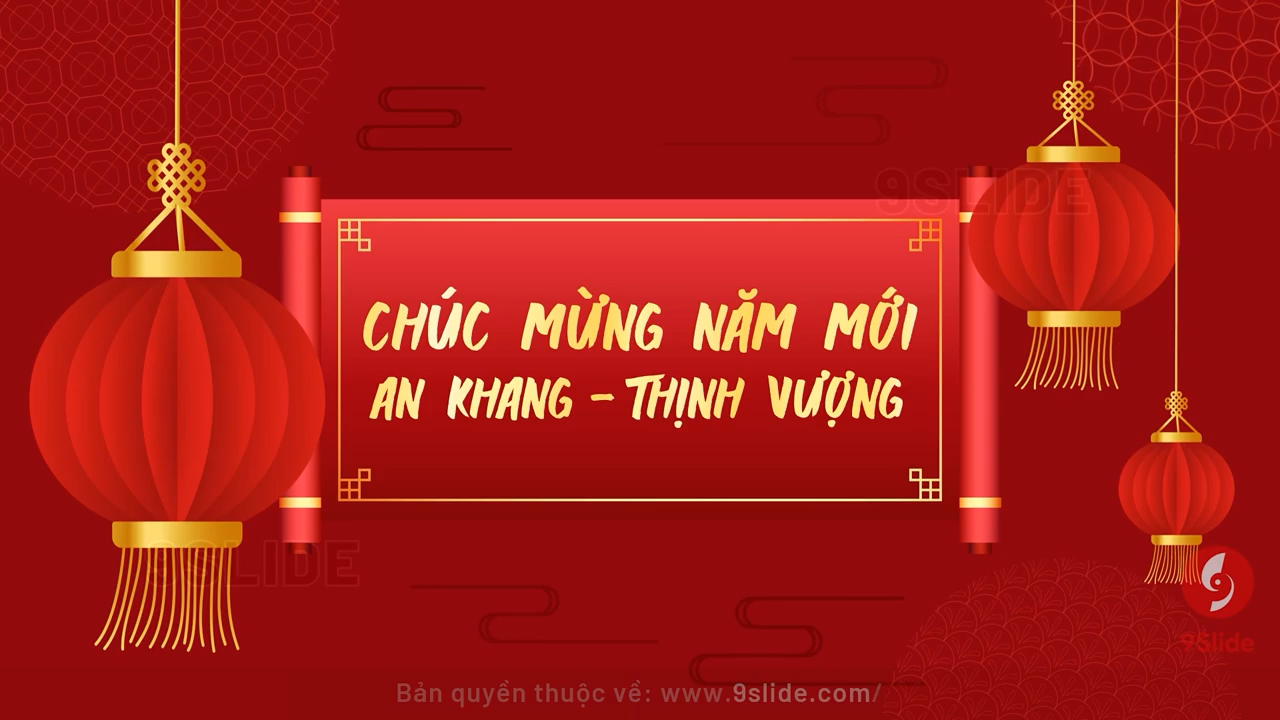 9SLIDE
CHÚC MỪNG NĂM MỚI
AN KHANG - THỊNH VƯỢNG
9SLIDE
9Slide
Bản quyền thuộc về: www.9slide.com/